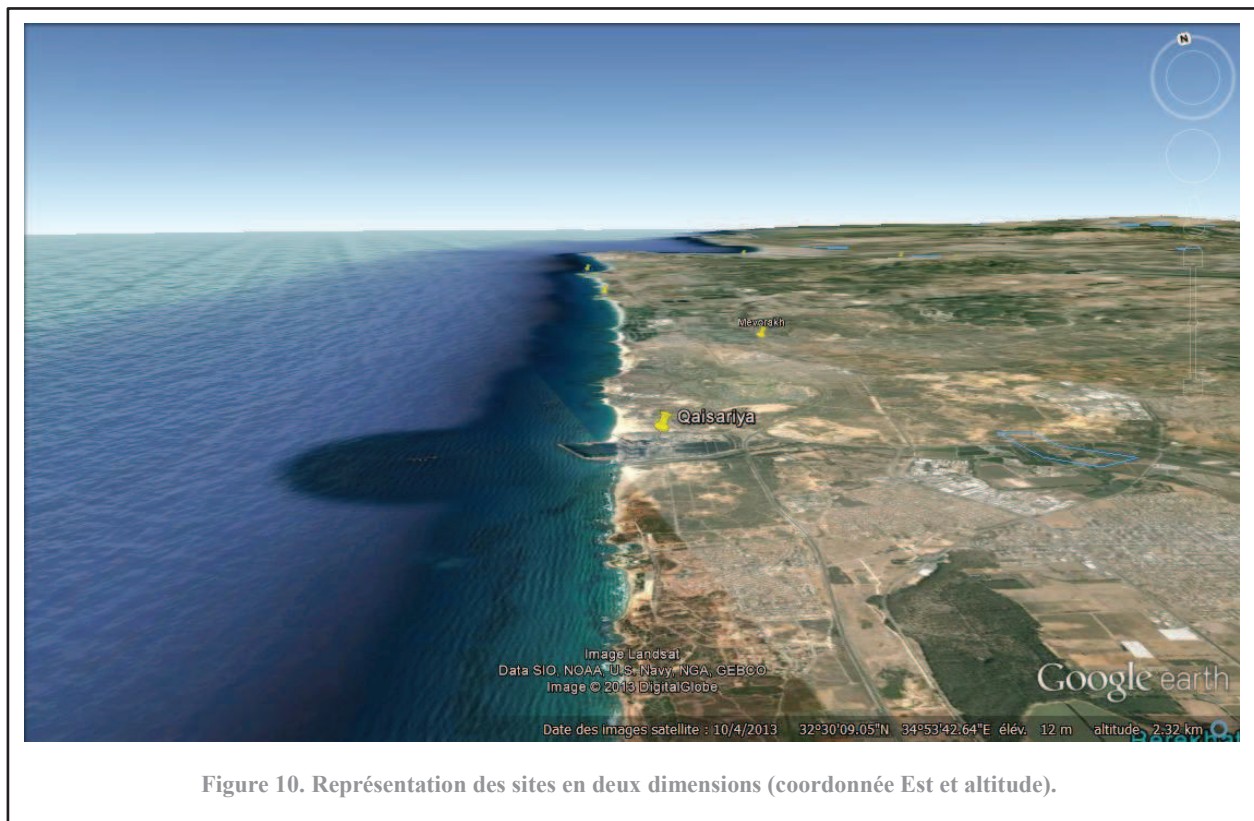 N
Mevorakh
Qaisariya
Image Landsat
Data SIO, NOAA, U.S. Navy, NGA, GEBCO
Image © 2013 DigitalGlobe
Google earth
Date des images satellite : 10/4/2013 32°30'09.05"N 34°53'42.64"E élév. 12 m altitude 2.32 km
Figure 10. Représentation des sites en deux dimensions (coordonnée Est et altitude).